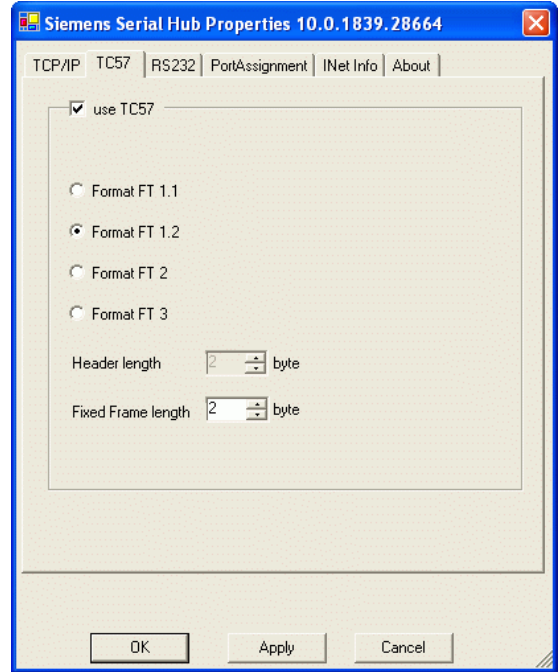 Siemens Serial Hub Properties 10.0.1839.28664
TCP/IP TC57 RS232 PortAssignment INet Info About
use TC57
Format FT 1.1
Format FT 1.2
Format FT 2
Format FT 3
Header length 2 byte
Fixed Frame length 2 byte
OK Apply Cancel